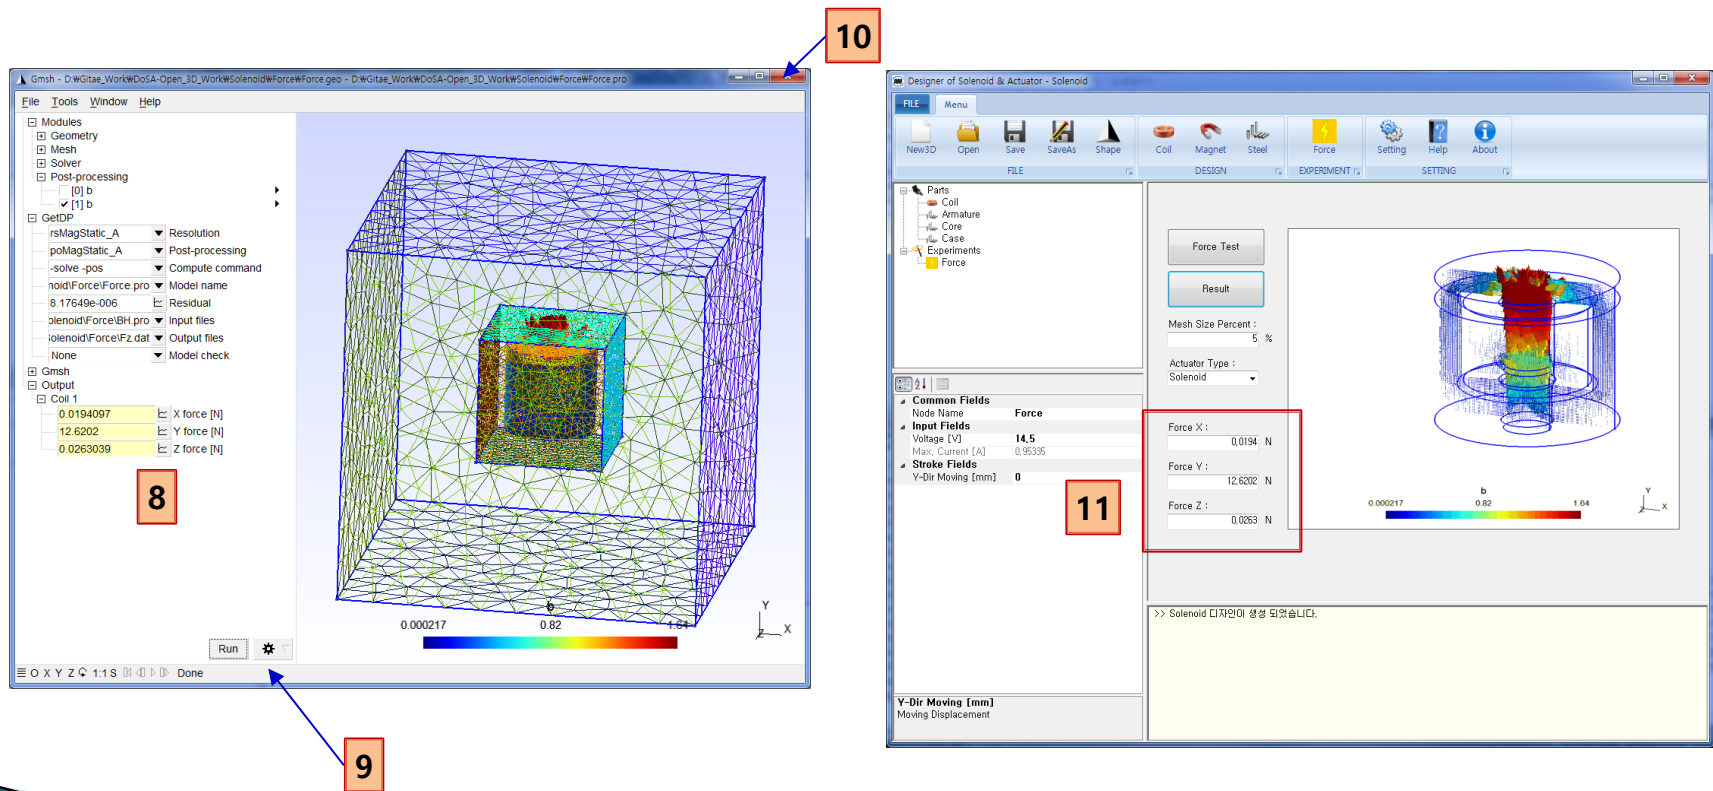 10
Gmsh - D:₩Gitae_Work₩DoSA-Open_3D_Work₩Solenoid₩Force₩Force.geo - D:₩Gitae_Work₩DoSA-Open_3D_Work₩Solenoid₩Force₩Force.pro
File Tools Window Help
Modules
Geometry
Mesh
Solver
Post-processing
[0] b
[1] b
GetDP
rsMagStatic_A Resolution
poMagStatic_A Post-processing
-solve -pos Compute command
noid\Force\Force.pro Model name
8.17649e-006 Residual
olenoid\Force\BH.pro Input files
Solenoid\Force\Fz.dat Output files
None Model check
Gmsh
Output
Coil 1
0.0194097 X force [N]
12.6202 Y force [N]
0.0263039 Z force [N]
8
b
0.000217 0.82 1.64
Y
Z X
Run
O X Y Z 1:1 S Done
9
Designer of Solenoid & Actuator - Solenoid
FILE Menu
New3D Open Save SaveAs Shape Coil Magnet Steel Force Setting Help About
FILE DESIGN EXPERIMENT SETTING
Parts
Coil
Armature
Core
Case
Experiments
Force
Common Fields
Node Name Force
Input Fields
Voltage [V] 14.5
Max. Current [A] 0.95335
Stroke Fields
Y-Dir Moving [mm] 0
11
Y-Dir Moving [mm]
Moving Displacement
Force Test
Result
Mesh Size Percent :
5 %
Actuator Type :
Solenoid
Force X :
0.0194 N
Force Y :
12.6202 N
Force Z :
0.0263 N
b
0.000217 0.82 1.64
Y
X
>> Solenoid 디자인이 생성 되었습니다.